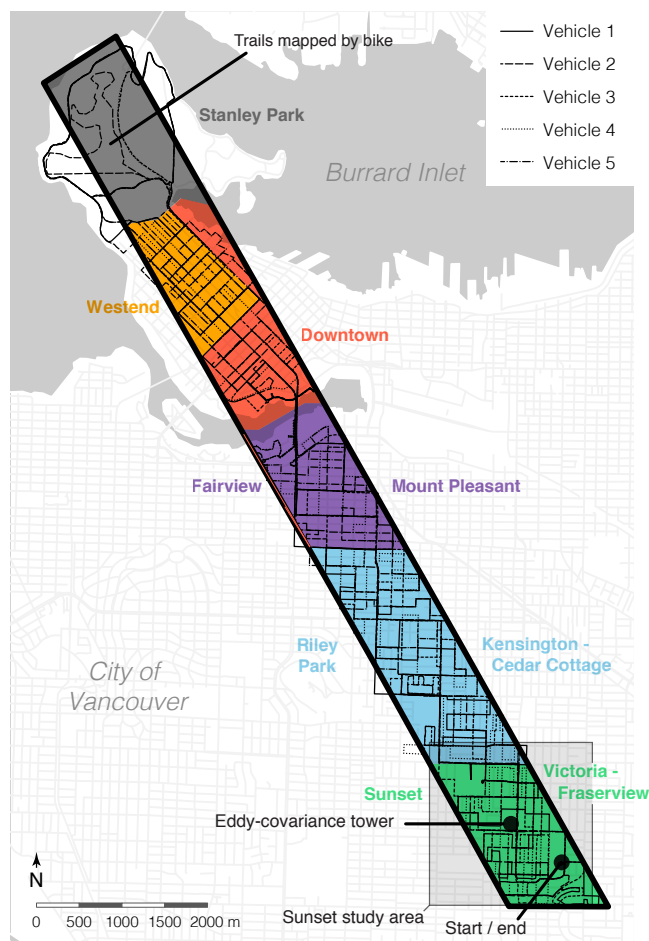 Trails mapped by bike
Vehicle 1
Vehicle 2
Vehicle 3
Vehicle 4
Vehicle 5
Stanley Park
Burrard Inlet
Westend
Downtown
Fairview
Mount Pleasant
Riley
Park
Kensington -
Cedar Cottage
City of
Vancouver
Sunset
Victoria -
Fraserview
Eddy-covariance tower
N
0 500 1000 1500 2000 m
Sunset study area
Start / end